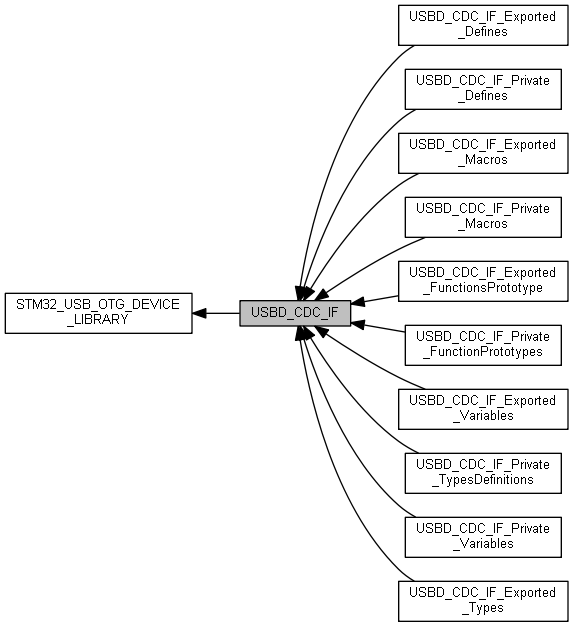 USBD_CDC_IF_Exported
_Defines
USBD_CDC_IF_Private
_Defines
USBD_CDC_IF_Exported
_Macros
USBD_CDC_IF_Private
_Macros
USBD_CDC_IF_Exported
_FunctionsPrototype
STM32_USB_OTG_DEVICE
_LIBRARY
USBD_CDC_IF
USBD_CDC_IF_Private
_FunctionPrototypes
USBD_CDC_IF_Exported
_Variables
USBD_CDC_IF_Private
_TypesDefinitions
USBD_CDC_IF_Private
_Variables
USBD_CDC_IF_Exported
_Types